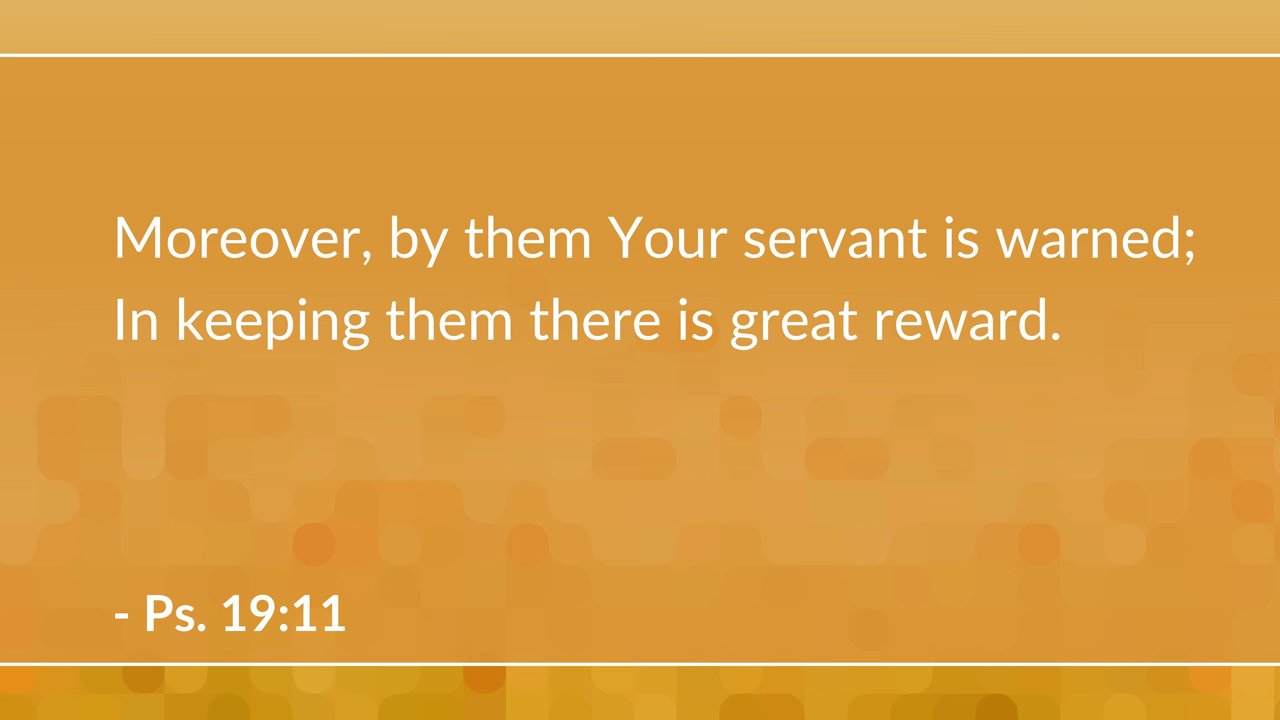 Moreover, by them Your servant is warned;
In keeping them there is great reward.
- Ps. 19:11